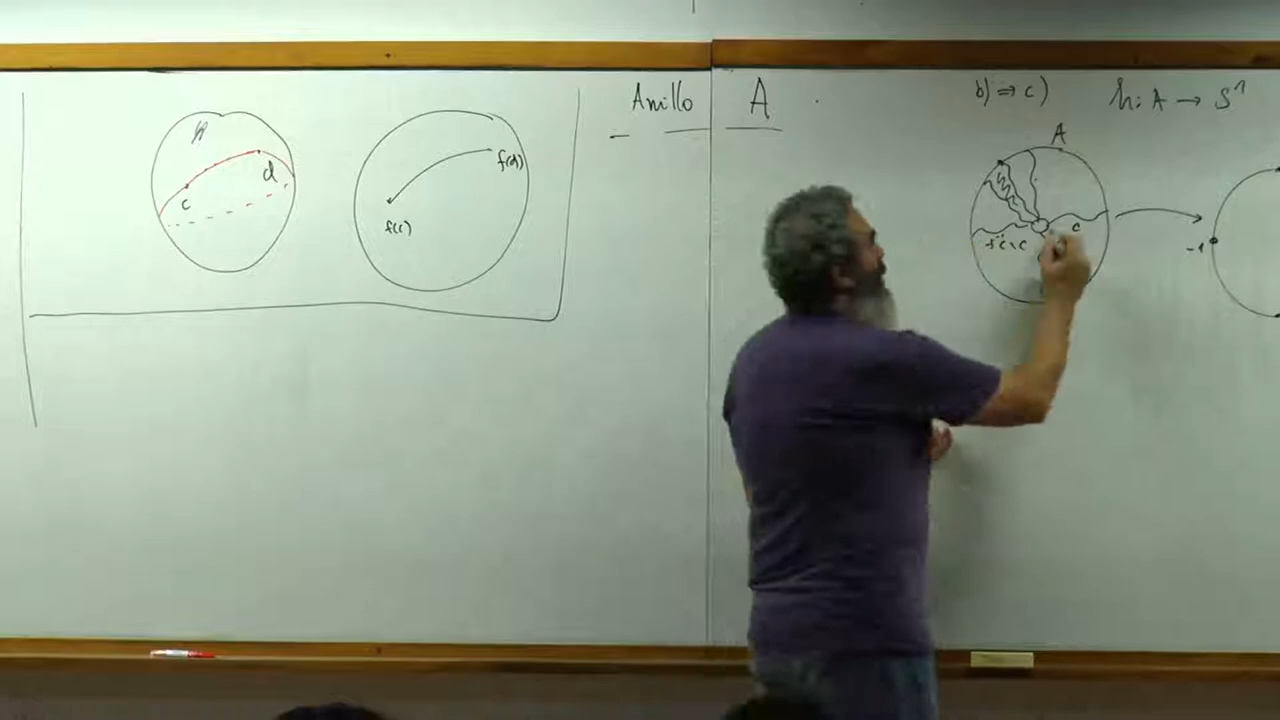 Anillo A
b) ⇒ c)
h: A → S¹
A
d
c
f(d)
f(c)
c
-1